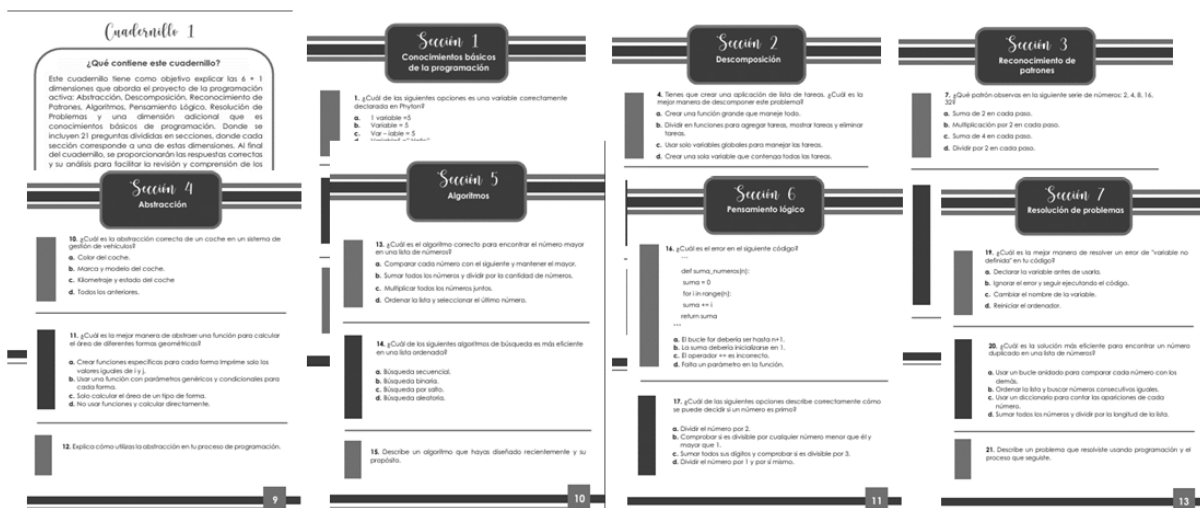 Cuadernillo 1
¿Qué contiene este cuadernillo?
Este cuadernillo tiene como objetivo explicar las 6 + 1
dimensiones que aborda el proyecto de la programación
activa: Abstracción, Descomposición, Reconocimiento de
Patrones, Algoritmos, Pensamiento Lógico, Resolución de
Problemas y una dimensión adicional que es
conocimientos básicos de programación. Donde se
incluyen 21 preguntas divididas en secciones, donde cada
sección corresponde a una de estas dimensiones. Al final
del cuadernillo, se proporcionarán las respuestas correctas
y su análisis para facilitar la revisión y comprensión de los
Sección 1
Conocimientos básicos
de la programación
1. ¿Cuál de las siguientes opciones es una variable correctamente
declarada en Phyton?
a. 1 variable =5
b. Variable = 5
c. Var – iable = 5
Sección 2
Descomposición
4. Tienes que crear una aplicación de lista de tareas. ¿Cuál es la
mejor manera de descomponer este problema?
a. Crear una función grande que maneje todo.
b. Dividir en funciones para agregar tareas, mostrar tareas y eliminar
tareas.
c. Usar solo variables globales para manejar las tareas.
d. Crear una sola variable que contenga todas las tareas.
Sección 3
Reconocimiento de
patrones
7. ¿Qué patrón observas en la siguiente serie de números: 2, 4, 8, 16,
32?
a. Suma de 2 en cada paso.
b. Multiplicación por 2 en cada paso.
c. Suma de 4 en cada paso.
d. Dividir por 2 en cada paso.
Sección 4
Abstracción
10. ¿Cuál es la abstracción correcta de un coche en un sistema de
gestión de vehículos?
a. Color del coche.
b. Marca y modelo del coche.
c. Kilometraje y estado del coche
d. Todos los anteriores.
11. ¿Cuál es la mejor manera de abstraer una función para calcular
el área de diferentes formas geométricas?
a. Crear funciones específicas para cada forma Imprime solo los
valores iguales de i y j.
b. Usar una función con parámetros genéricos y condicionales para
cada forma.
c. Solo calcular el área de un tipo de forma.
d. No usar funciones y calcular directamente.
12. Explica cómo utilizas la abstracción en tu proceso de programación.
9
Sección 5
Algoritmos
13. ¿Cuál es el algoritmo correcto para encontrar el número mayor
en una lista de números?
a. Comparar cada número con el siguiente y mantener el mayor.
b. Sumar todos los números y dividir por la cantidad de números.
c. Multiplicar todos los números juntos.
d. Ordenar la lista y seleccionar el último número.
14. ¿Cuál de los siguientes algoritmos de búsqueda es más eficiente
en una lista ordenada?
a. Búsqueda secuencial.
b. Búsqueda binaria.
c. Búsqueda por salto.
d. Búsqueda aleatoria.
15. Describe un algoritmo que hayas diseñado recientemente y su
propósito.
10
Sección 6
Pensamiento lógico
16. ¿Cuál es el error en el siguiente código?
```
def suma_numeros(n):
suma = 0
for i in range(n):
suma += i
return suma
```
a. El bucle for debería ser hasta n+1.
b. La suma debería inicializarse en 1.
c. El operador += es incorrecto.
d. Falta un parámetro en la función.
17. ¿Cuál de las siguientes opciones describe correctamente cómo
se puede decidir si un número es primo?
a. Dividir el número por 2.
b. Comprobar si es divisible por cualquier número menor que él y
mayor que 1.
c. Sumar todos sus dígitos y comprobar si es divisible por 3.
d. Dividir el número por 1 y por sí mismo.
11
Sección 7
Resolución de problemas
19. ¿Cuál es la mejor manera de resolver un error de "variable no
definida" en tu código?
a. Declarar la variable antes de usarla.
b. Ignorar el error y seguir ejecutando el código.
c. Cambiar el nombre de la variable.
d. Reiniciar el ordenador.
20. ¿Cuál es la solución más eficiente para encontrar un número
duplicado en una lista de números?
a. Usar un bucle anidado para comparar cada número con los
demás.
b. Ordenar la lista y buscar números consecutivos iguales.
c. Usar un diccionario para contar las apariciones de cada
número.
d. Sumar todos los números y dividir por la longitud de la lista.
21. Describe un problema que resolviste usando programación y el
proceso que seguiste.
13